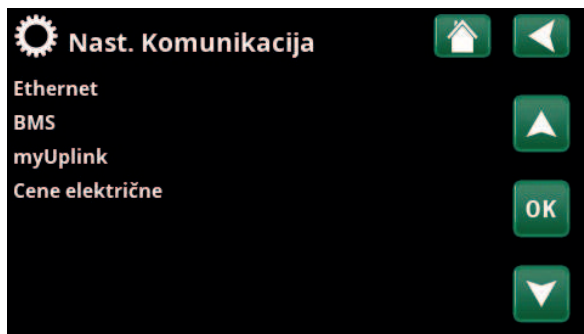 Nast. Komunikacija
Ethernet
BMS
myUplink
Cene električne
OK